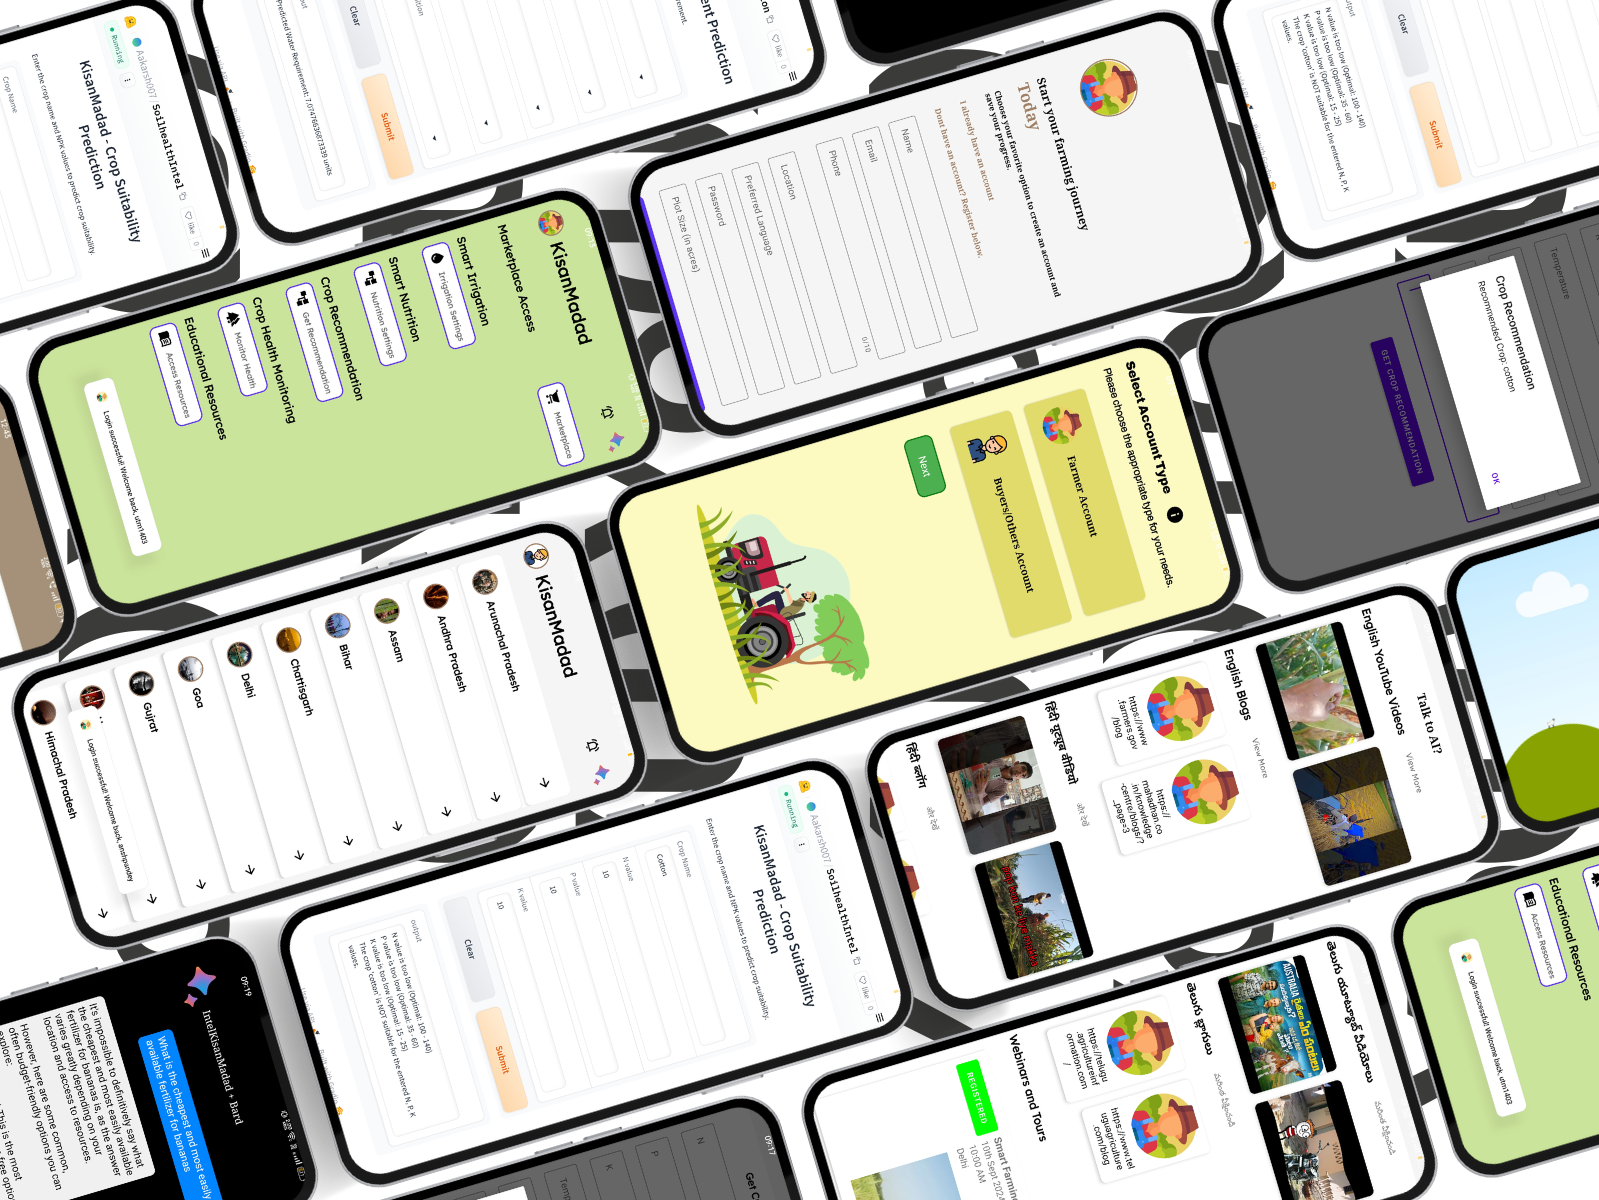 Aakarsh007/SoilhealthIntel
like 0
Running
KisanMadad - Crop Suitability
Prediction
Enter the crop name and NPK values to predict crop suitability.
Crop Name
Prediction
Clear
Submit
Predicted Water Requirement: 
units
Start your farming journey
Today
Choose your favorite option to create an account and
save your progress.
I already have an account
Dont have an account? Register below.
Name
Email
Phone
0/10
Location
Preferred Language
Password
Plot Size (in acres)
Clear
Submit
N value is too low (Optimal: 100 - 140)
P value is too low (Optimal: 35 - 60)
K value is too low (Optimal: 15 - 25)
The crop 'cotton' is NOT suitable for the entered N, P, K
values.
KisanMadad
Marketplace Access
Marketplace
Smart Irrigation
Irrigation Settings
Smart Nutrition
Nutrition Settings
Crop Recommendation
Get Recommendation
Crop Health Monitoring
Monitor Health
Educational Resources
Access Resources
Login successful! Welcome back, utm1403
Select Account Type
Please choose the appropriate type for your needs.
Farmer Account
Buyers/Others Account
Next
Temperature
Crop Recommendation
Recommended Crop: cotton
OK
GET CROP RECOMMENDATION
12:45
KisanMadad
Arunachal Pradesh
Andhra Pradesh
Assam
Bihar
Chattisgarh
Delhi
Goa
Gujrat
Login successful! Welcome back, anshpandey
Himachal Pradesh
Aakarsh007/SoilhealthIntel
like 0
Running
KisanMadad - Crop Suitability
Prediction
Enter the crop name and NPK values to predict crop suitability.
Crop Name
Cotton
N value
10
P value
10
K value
10
Clear
Submit
output
N value is too low (Optimal: 100 - 140)
P value is too low (Optimal: 35 - 60)
K value is too low (Optimal: 15 - 25)
The crop 'cotton' is NOT suitable for the entered N, P, K
values.
Talk to AI?
English YouTube Videos
View More
English Blogs
View More
https://www
.farmers.gov
/blog
https://
mahadhan.co
.in/knowledge
-centre/blogs/?
_page=3
हिंदी यूट्यूब वीडियो
और देखें
हिंदी ब्लॉग
और देखें
తెలుగు యూట్యూబ్ వీడియోలు
తెలుగు బ్లాగులు
https://telugu
.agricultureinf
ormation.com
/
https://www.tel
uguagriculture
.com/blog
Webinars and Tours
REGISTERED
Smart Farming
10th Sept 2024
10:00 AM
Delhi
Educational Resources
Access Resources
Login successful! Welcome back, utm1403
09:19
IntelKisanMadad + Bard
What is the cheapest and most easily
available fertilizer for bananas
It's impossible to definitively say what
the cheapest and most easily available
fertilizer for bananas is, as the answer
varies greatly depending on your
location and access to resources.
However, here are some common,
often budget-friendly options you can
explore:
09:17
N
P
K